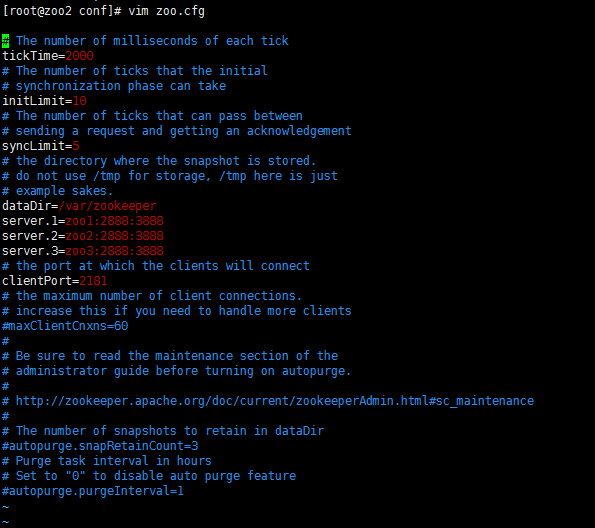 [root@zoo2 conf]# vim zoo.cfg
# The number of milliseconds of each tick
tickTime=2000
# The number of ticks that the initial
# synchronization phase can take
initLimit=10
# The number of ticks that can pass between
# sending a request and getting an acknowledgement
syncLimit=5
# the directory where the snapshot is stored.
# do not use /tmp for storage, /tmp here is just
# example sakes.
dataDir=/var/zookeeper
server.1=zoo1:2888:3888
server.2=zoo2:2888:3888
server.3=zoo3:2888:3888
# the port at which the clients will connect
clientPort=2181
# the maximum number of client connections.
# increase this if you need to handle more clients
#maxClientCnxns=60
#
# Be sure to read the maintenance section of the
# administrator guide before turning on autopurge.
#
# http://zookeeper.apache.org/doc/current/zookeeperAdmin.html#sc_maintenance
#
# The number of snapshots to retain in dataDir
#autopurge.snapRetainCount=3
# Purge task interval in hours
# Set to "0" to disable auto purge feature
#autopurge.purgeInterval=1
~
~